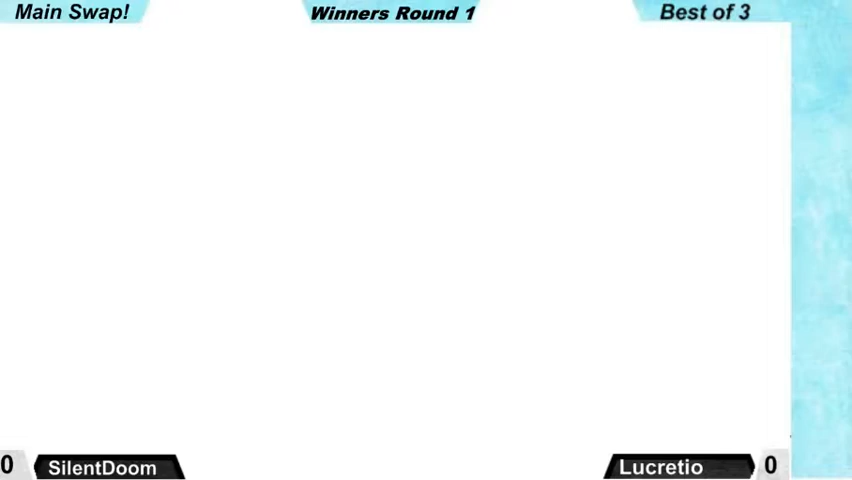 Main Swap!
Winners Round 1
Best of 3
0 SilentDoom
Lucretio 0